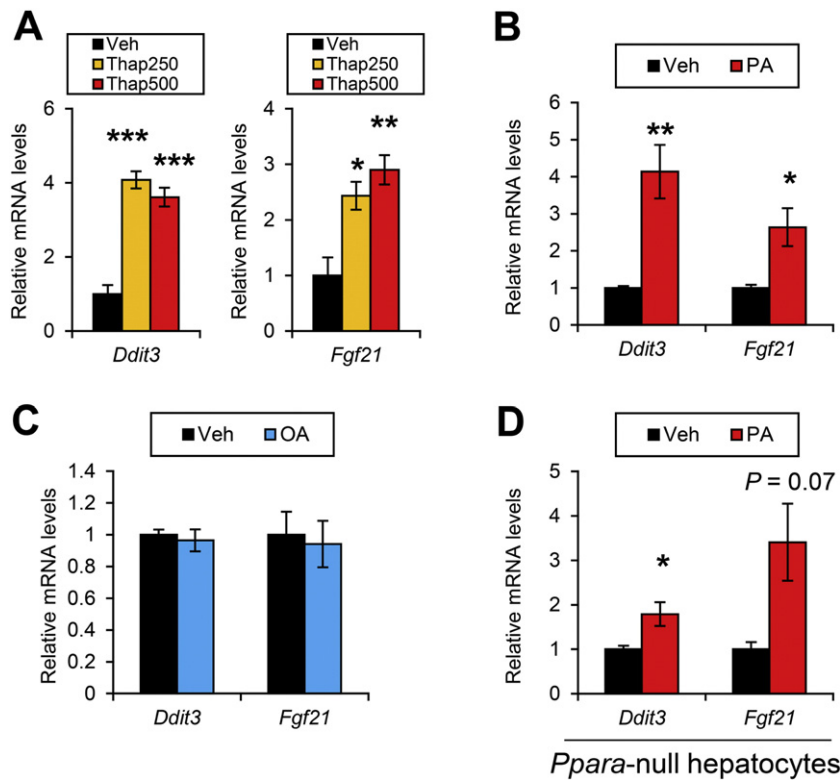 A
Veh
Thap250
Thap500
Relative mRNA levels
6
4
2
0
***
***
Ddit3
Veh
Thap250
Thap500
Relative mRNA levels
4
3
2
1
0
*
**
Fgf21
B
Veh PA
Relative mRNA levels
6
5
4
3
2
1
0
**
*
Ddit3 Fgf21
C
Veh OA
Relative mRNA levels
1.4
1.2
1
0.8
0.6
0.4
0.2
0
Ddit3 Fgf21
D
Veh PA
Relative mRNA levels
5
4
3
2
1
0
*
P = 0.07
Ddit3 Fgf21
Ppara-null hepatocytes